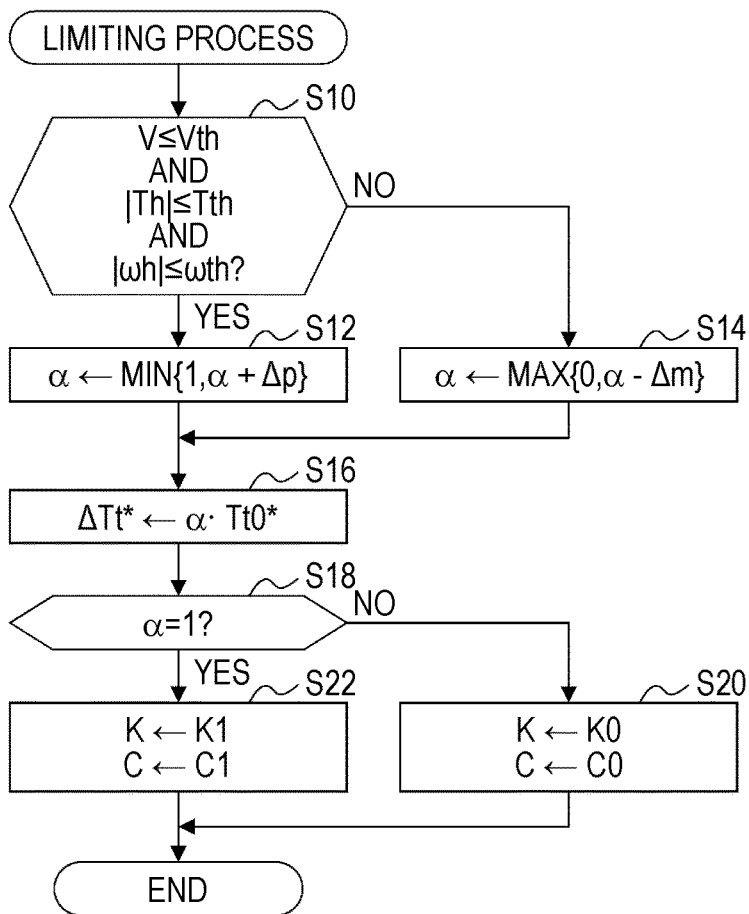 LIMITING PROCESS
S10
V≤Vth
AND
|Th|≤Tth
AND
|ωh|≤ωth?
NO
YES
S12
α ← MIN{1,α + Δp}
S14
α ← MAX{0,α - Δm}
S16
ΔTt* ← α· Tt0*
S18
α=1?
NO
YES
S22
K ← K1
C ← C1
S20
K ← K0
C ← C0
END